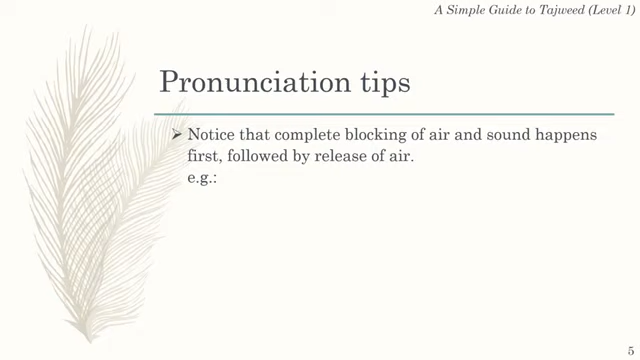 A Simple Guide to Tajweed (Level 1)
Pronunciation tips
➢ Notice that complete blocking of air and sound happens
first, followed by release of air.
e.g.:
5